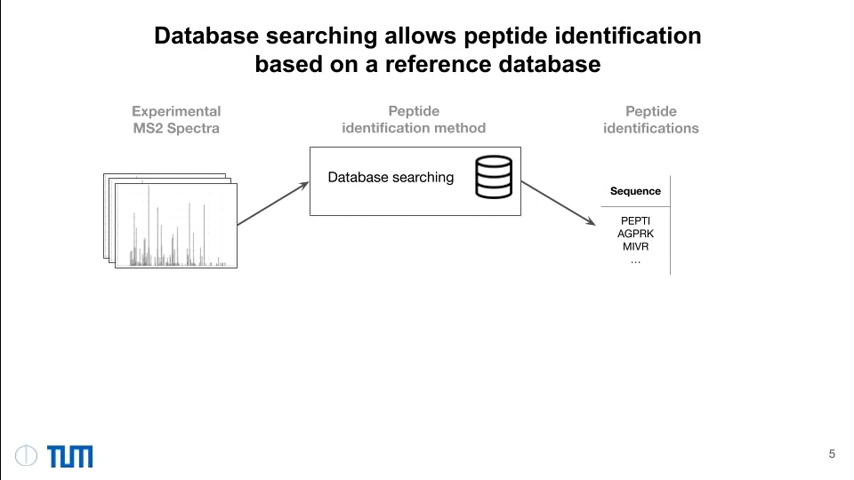 Database searching allows peptide identification
based on a reference database
Experimental
MS2 Spectra
Peptide
identification method
Peptide
identifications
Database searching
Sequence
PEPTI
AGPRK
MIVR
...
TUM
5